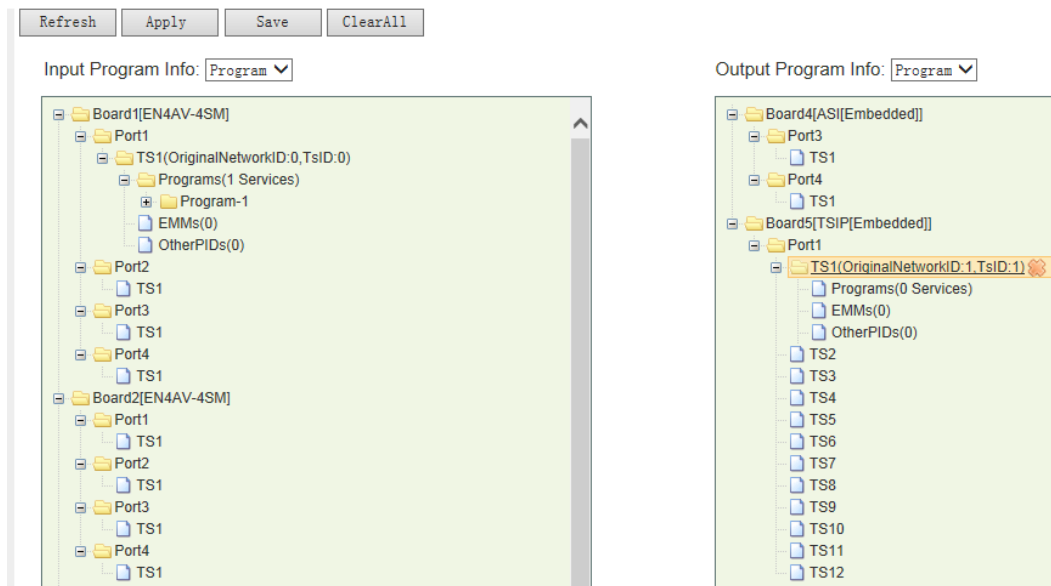 Refresh Apply Save ClearAll
Input Program Info: Program
Board1[EN4AV-4SM]
Port1
TS1(OriginalNetworkID:0,TsID:0)
Programs(1 Services)
Program-1
EMMs(0)
OtherPIDs(0)
Port2
TS1
Port3
TS1
Port4
TS1
Board2[EN4AV-4SM]
Port1
TS1
Port2
TS1
Port3
TS1
Port4
TS1
Output Program Info: Program
Board4[ASI[Embedded]]
Port3
TS1
Port4
TS1
Board5[TSIP[Embedded]]
Port1
TS1(OriginalNetworkID:1,TsID:1)
Programs(0 Services)
EMMs(0)
OtherPIDs(0)
TS2
TS3
TS4
TS5
TS6
TS7
TS8
TS9
TS10
TS11
TS12